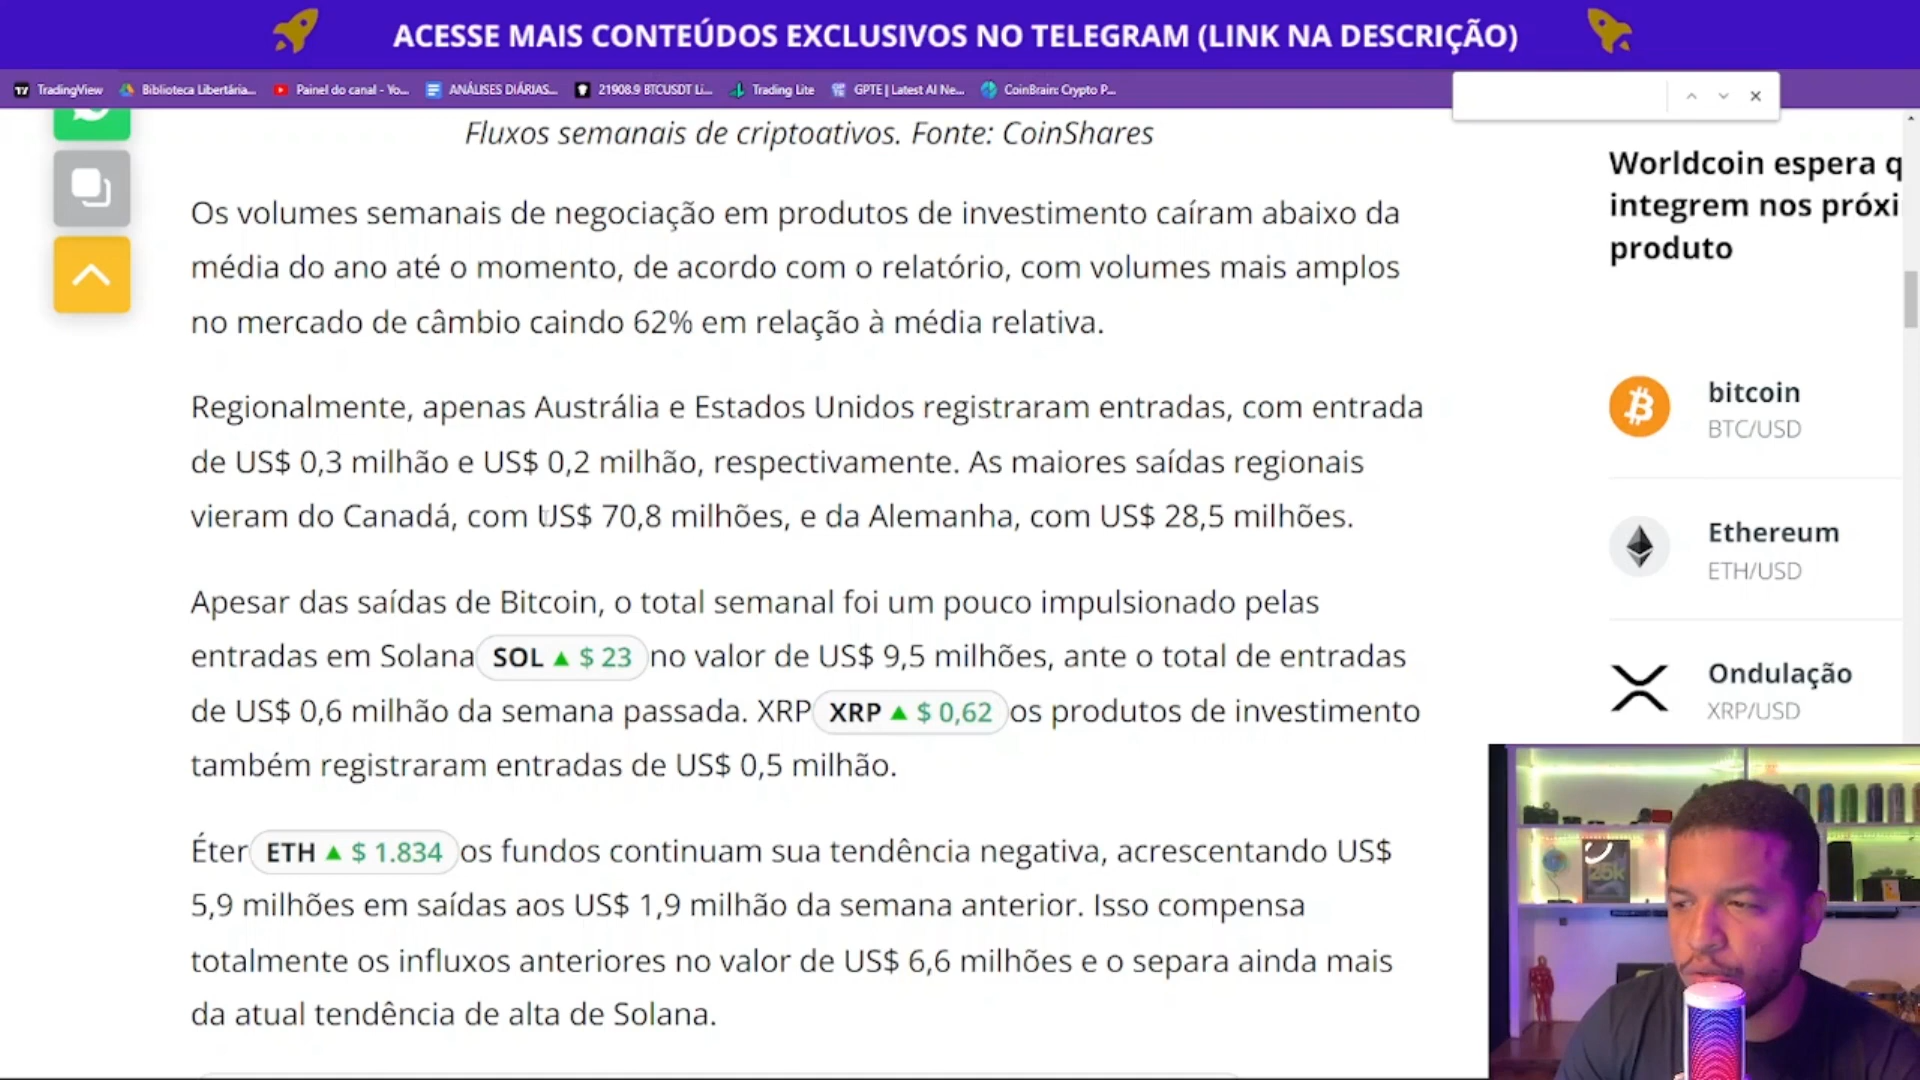 ACESSE MAIS CONTEÚDOS EXCLUSIVOS NO TELEGRAM (LINK NA DESCRIÇÃO)
TradingView
Biblioteca Libertária...
Painel do canal - Yo...
ANÁLISES DIÁRIAS...
21908.9 BTCUSDT Li...
Trading Lite
GPTE | Latest AI Ne...
CoinBrain: Crypto P...
Fluxos semanais de criptoativos. Fonte: CoinShares
Os volumes semanais de negociação em produtos de investimento caíram abaixo da
média do ano até o momento, de acordo com o relatório, com volumes mais amplos
no mercado de câmbio caindo 62% em relação à média relativa.
Regionalmente, apenas Austrália e Estados Unidos registraram entradas, com entrada
de US$ 0,3 milhão e US$ 0,2 milhão, respectivamente. As maiores saídas regionais
vieram do Canadá, com US$ 70,8 milhões, e da Alemanha, com US$ 28,5 milhões.
Apesar das saídas de Bitcoin, o total semanal foi um pouco impulsionado pelas
entradas em Solana SOL ▲ $ 23 no valor de US$ 9,5 milhões, ante o total de entradas
de US$ 0,6 milhão da semana passada. XRP XRP ▲ $ 0,62 os produtos de investimento
também registraram entradas de US$ 0,5 milhão.
Éter ETH ▲ $ 1.834 os fundos continuam sua tendência negativa, acrescentando US$
5,9 milhões em saídas aos US$ 1,9 milhão da semana anterior. Isso compensa
totalmente os influxos anteriores no valor de US$ 6,6 milhões e o separa ainda mais
da atual tendência de alta de Solana.
Worldcoin espera q
integrem nos próxi
produto
bitcoin
BTC/USD
Ethereum
ETH/USD
Ondulação
XRP/USD
25k